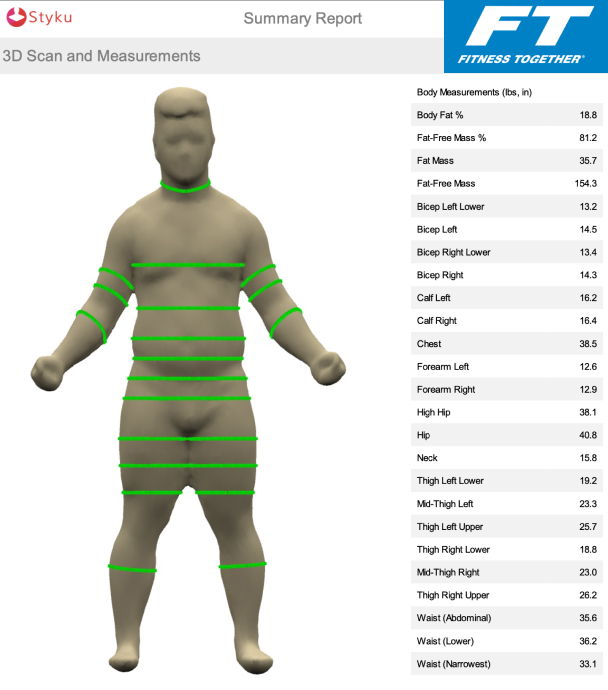 Styku
Summary Report
FT
FITNESS TOGETHER®
3D Scan and Measurements
Body Measurements (lbs, in)
Body Fat % 18.8
Fat-Free Mass % 81.2
Fat Mass 35.7
Fat-Free Mass 154.3
Bicep Left Lower 13.2
Bicep Left 14.5
Bicep Right Lower 13.4
Bicep Right 14.3
Calf Left 16.2
Calf Right 16.4
Chest 38.5
Forearm Left 12.6
Forearm Right 12.9
High Hip 38.1
Hip 40.8
Neck 15.8
Thigh Left Lower 19.2
Mid-Thigh Left 23.3
Thigh Left Upper 25.7
Thigh Right Lower 18.8
Mid-Thigh Right 23.0
Thigh Right Upper 26.2
Waist (Abdominal) 35.6
Waist (Lower) 36.2
Waist (Narrowest) 33.1